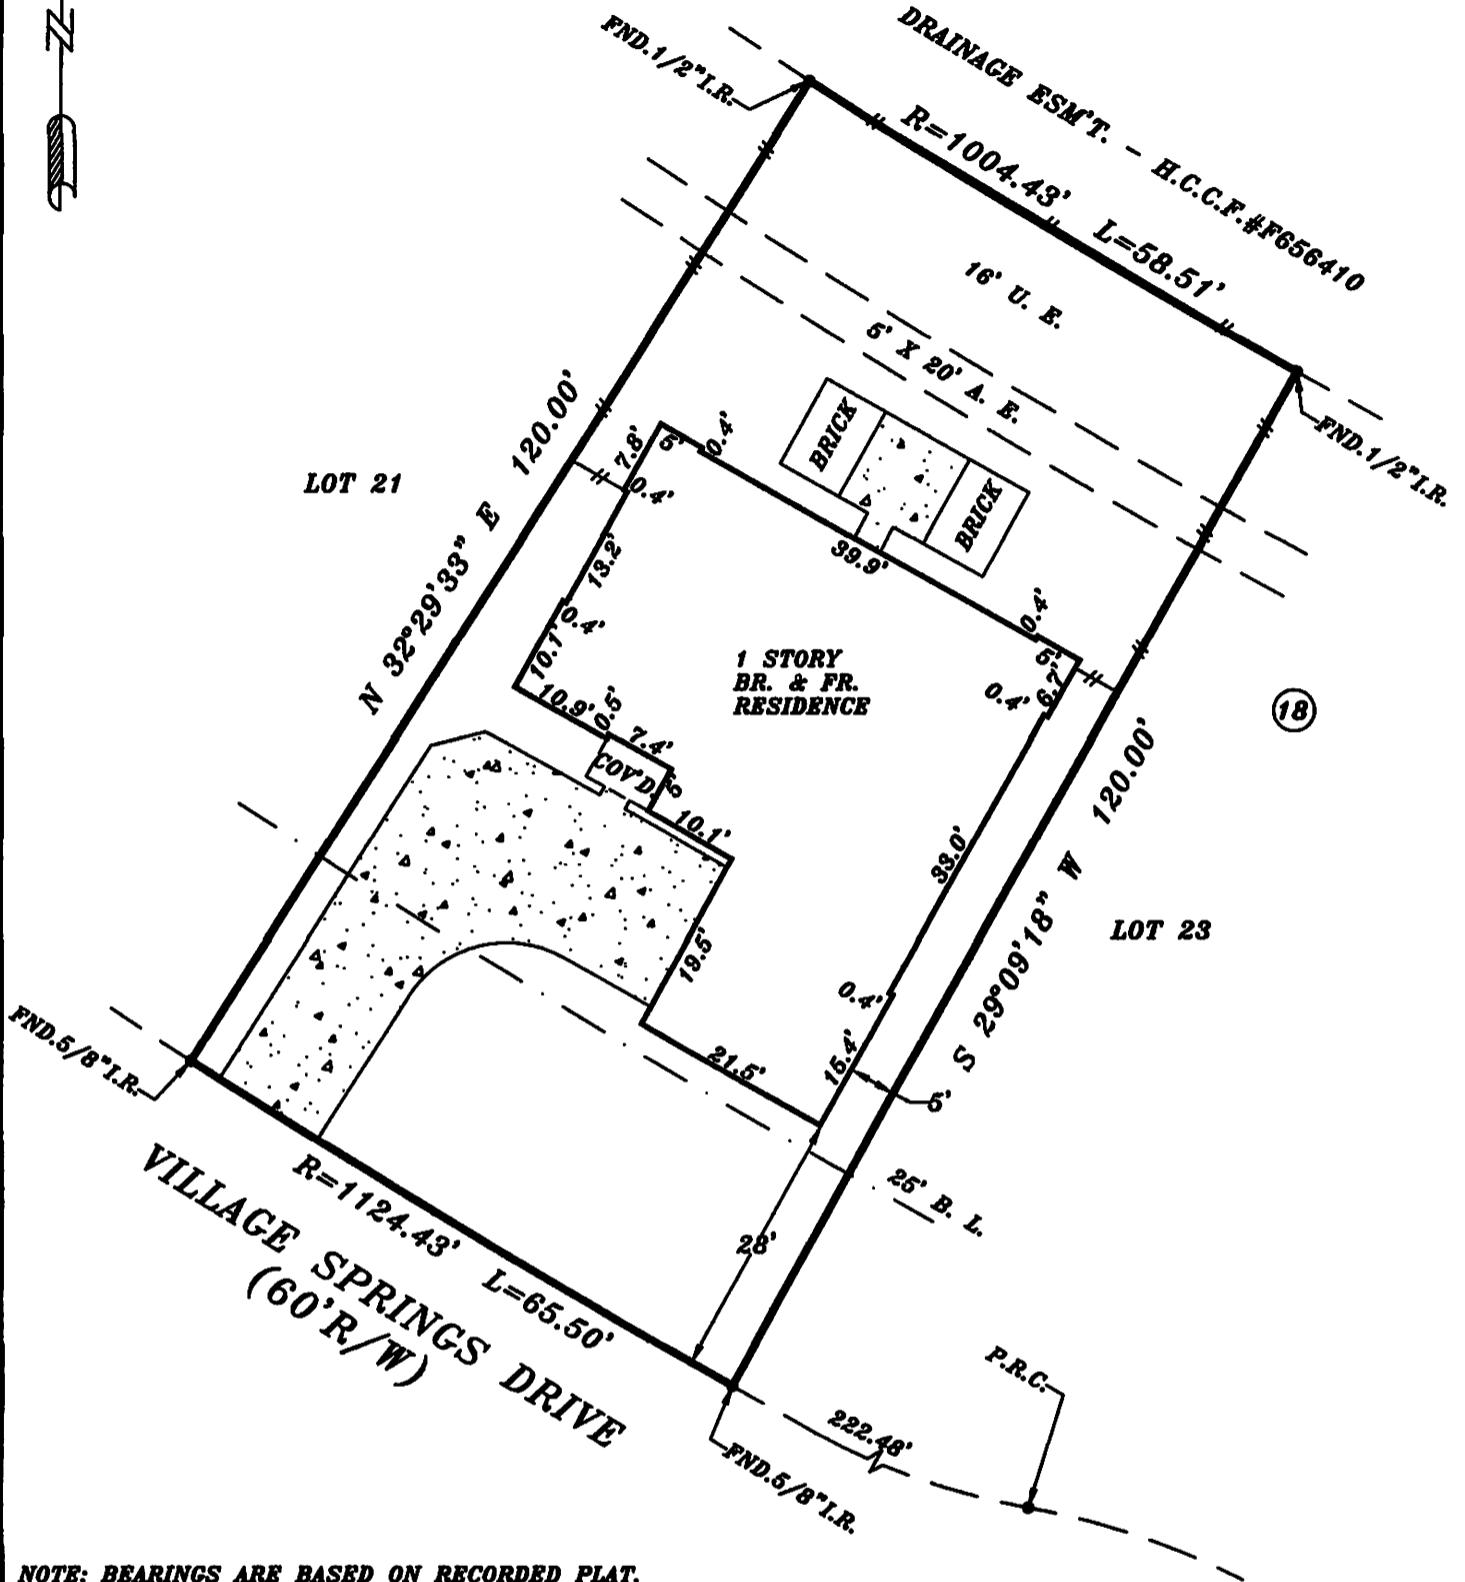 N
FND.1/2"I.R.
DRAINAGE ESM'T. - H.C.C.F.#F656410
R=1004.43' L=58.51'
16' U. E.
5' X 20' A. E.
FND.1/2"I.R.
BRICK
BRICK
LOT 21
N 32°29'33" E 120.00'
7.8'
5'
0.4'
0.4'
13.2'
39.9'
0.4'
10.1'
0.4'
5'
6.7'
0.4'
1 STORY
BR. & FR.
RESIDENCE
18
10.9'
0.5'
7.4'
COV'D.
5'
10.1'
33.0'
S 29°09'18" W 120.00'
LOT 23
19.5'
0.4'
21.5'
15.4'
5'
FND.5/8"I.R.
25' B. L.
28'
R=1124.43' L=65.50'
VILLAGE SPRINGS DRIVE
(60'R/W)
P.R.C.
222.48'
FND.5/8"I.R.
NOTE: BEARINGS ARE BASED ON RECORDED PLAT.